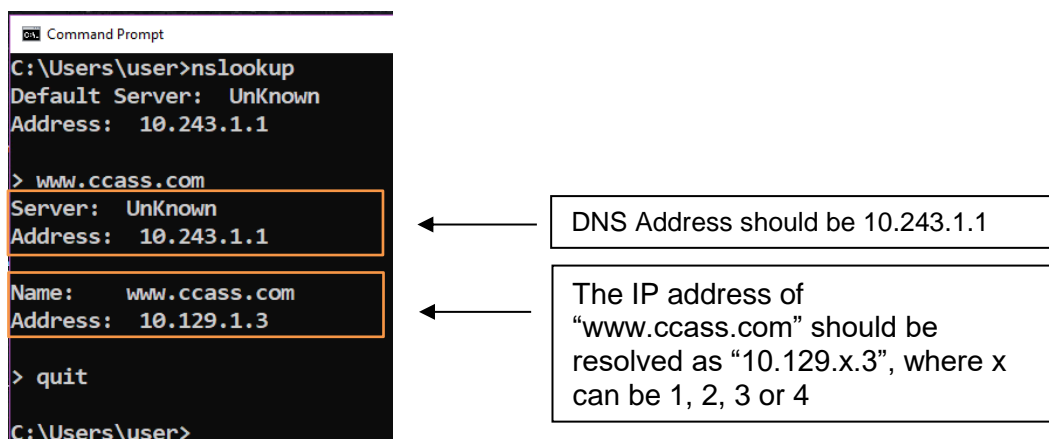 Command Prompt
C:\Users\user>nslookup
Default Server:  UnKnown
Address:  10.243.1.1
> www.ccass.com
Server:  UnKnown
Address:  10.243.1.1
Name:    www.ccass.com
Address:  10.129.1.3
> quit
C:\Users\user>
DNS Address should be 10.243.1.1
The IP address of
“www.ccass.com” should be
resolved as “10.129.x.3”, where x
can be 1, 2, 3 or 4